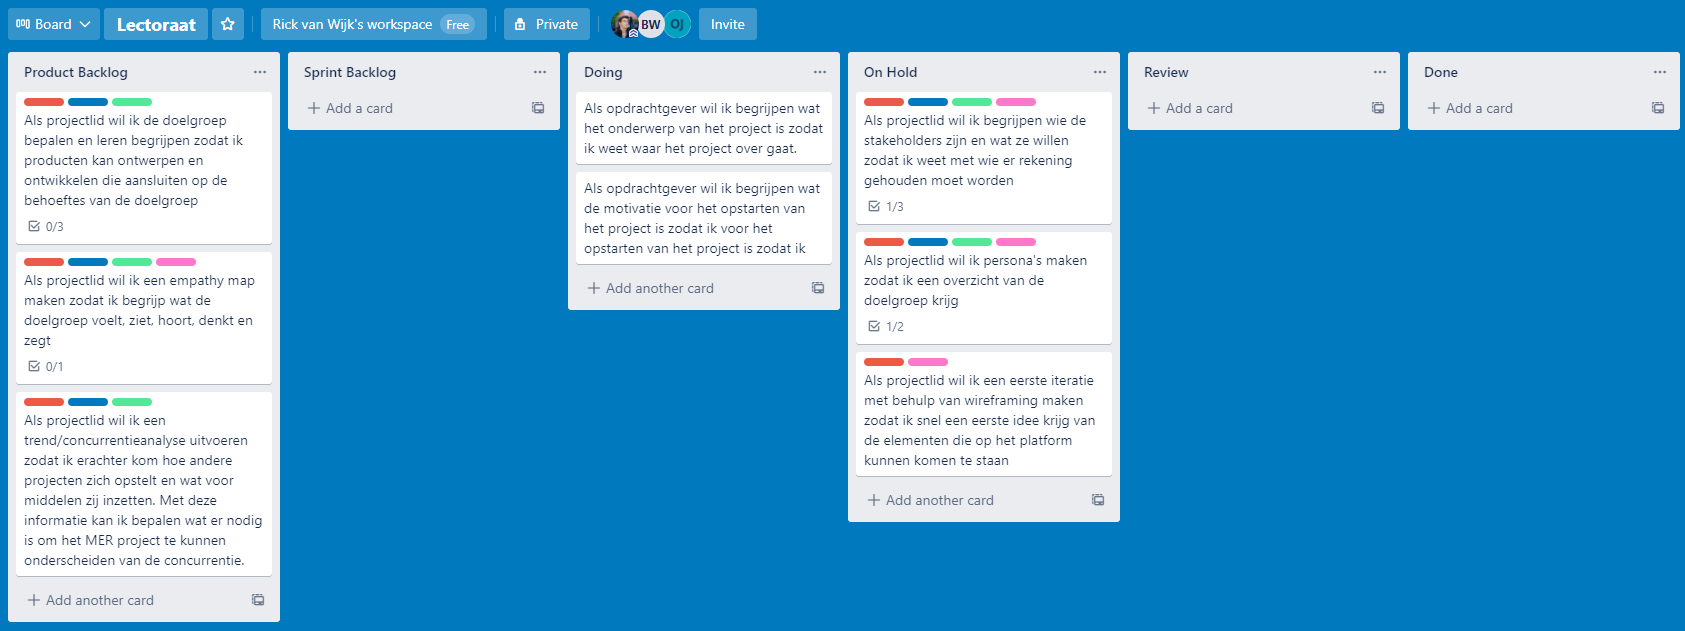 Board
Lectoraat
Rick van Wijk's workspace
Free
Private
BW
OJ
Invite
Product Backlog
Als projectlid wil ik de doelgroep
bepalen en leren begrijpen zodat ik
producten kan ontwerpen en
ontwikkelen die aansluiten op de
behoeftes van de doelgroep
0/3
Als projectlid wil ik een empathy map
maken zodat ik begrijp wat de
doelgroep voelt, ziet, hoort, denkt en
zegt
0/1
Als projectlid wil ik een
trend/concurrentieanalyse uitvoeren
zodat ik erachter kom hoe andere
projecten zich opstelt en wat voor
middelen zij inzetten. Met deze
informatie kan ik bepalen wat er nodig
is om het MER project te kunnen
onderscheiden van de concurrentie.
+ Add another card
Sprint Backlog
+ Add a card
Doing
Als opdrachtgever wil ik begrijpen wat
het onderwerp van het project is zodat
ik weet waar het project over gaat.
Als opdrachtgever wil ik begrijpen wat
de motivatie voor het opstarten van
het project is zodat ik voor het
opstarten van het project is zodat ik
+ Add another card
On Hold
Als projectlid wil ik begrijpen wie de
stakeholders zijn en wat ze willen
zodat ik weet met wie er rekening
gehouden moet worden
1/3
Als projectlid wil ik persona's maken
zodat ik een overzicht van de
doelgroep krijg
1/2
Als projectlid wil ik een eerste iteratie
met behulp van wireframing maken
zodat ik snel een eerste idee krijg van
de elementen die op het platform
kunnen komen te staan
+ Add another card
Review
+ Add a card
Done
+ Add a card